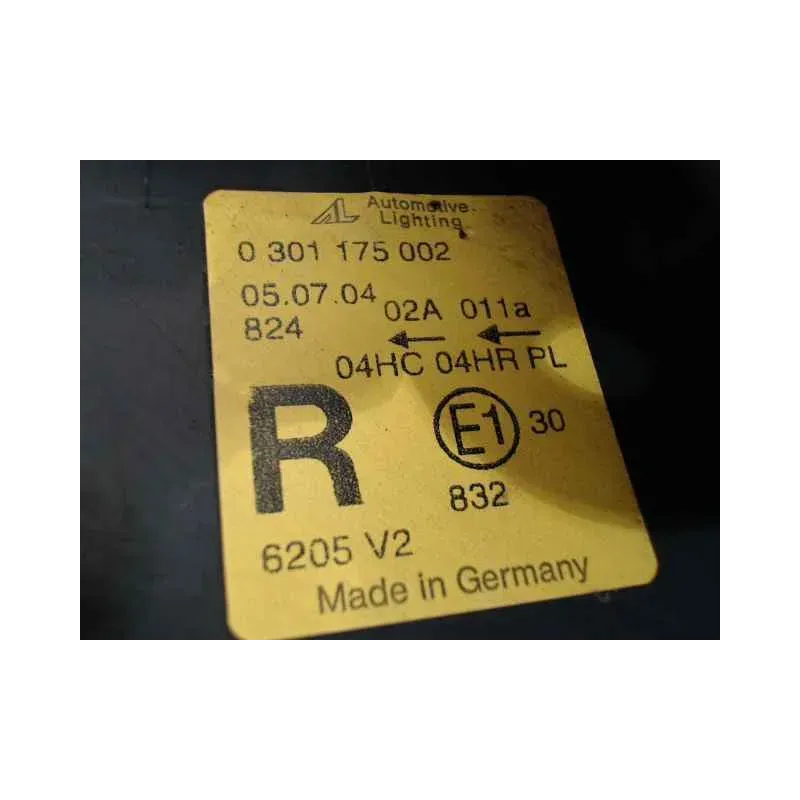 AL Automotive
Lighting
0 301 175 002
05.07.04
824
02A 011a
04HC 04HR PL
R
E1 30
832
6205 V2
Made in Germany